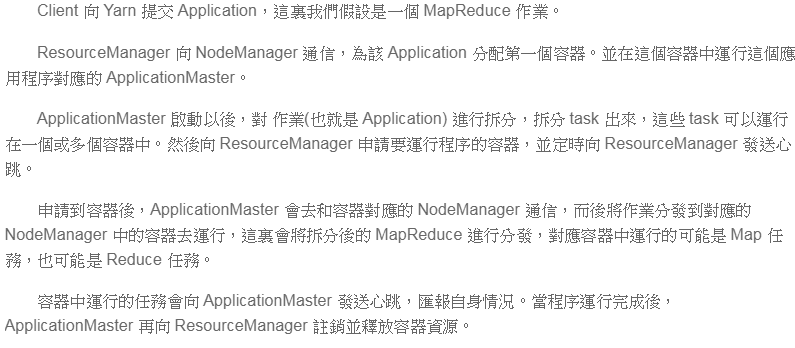 Client 向 Yarn 提交 Application，這裏我們假設是一個 MapReduce 作業。
ResourceManager 向 NodeManager 通信，為該 Application 分配第一個容器。並在這個容器中運行這個應
用程序對應的 ApplicationMaster。
ApplicationMaster 啟動以後，對 作業(也就是 Application) 進行拆分，拆分 task 出來，這些 task 可以運行
在一個或多個容器中。然後向 ResourceManager 申請要運行程序的容器，並定時向 ResourceManager 發送心
跳。
申請到容器後，ApplicationMaster 會去和容器對應的 NodeManager 通信，而後將作業分發到對應的
NodeManager 中的容器去運行，這裏會將拆分後的 MapReduce 進行分發，對應容器中運行的可能是 Map 任
務，也可能是 Reduce 任務。
容器中運行的任務會向 ApplicationMaster 發送心跳，匯報自身情況。當程序運行完成後，
ApplicationMaster 再向 ResourceManager 註銷並釋放容器資源。